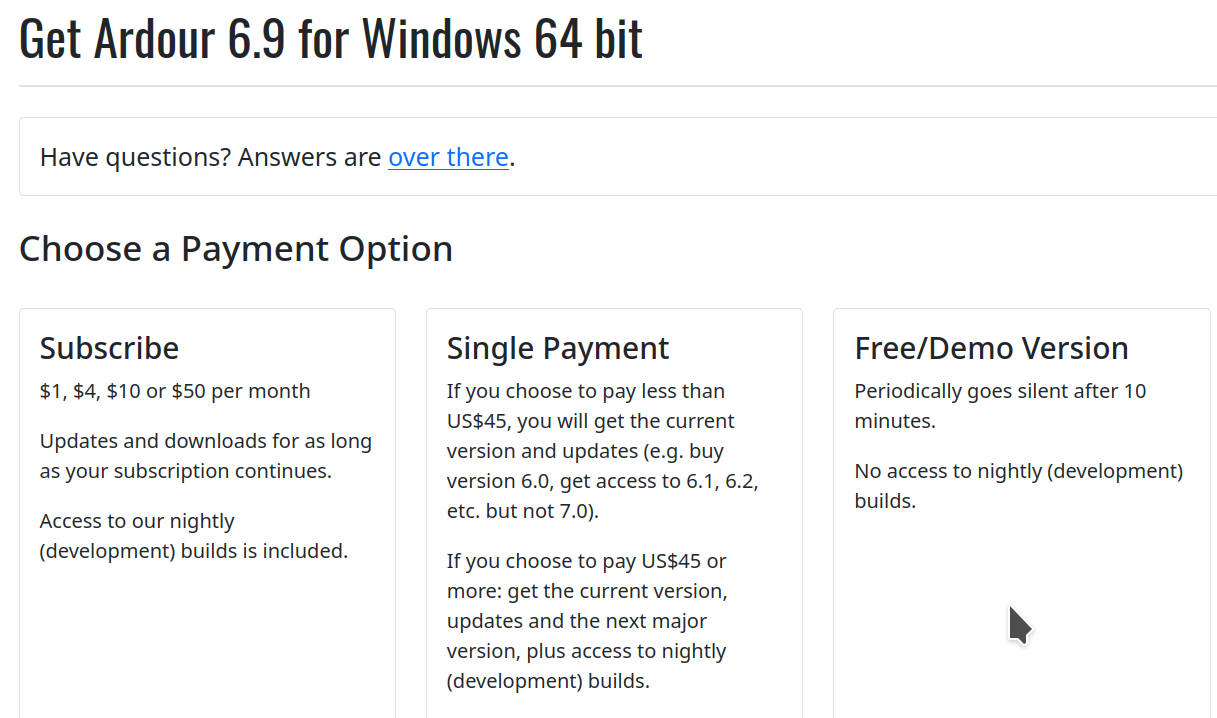 Get Ardour 6.9 for Windows 64 bit
Have questions? Answers are over there.
Choose a Payment Option
Subscribe
$1, $4, $10 or $50 per month
Updates and downloads for as long
as your subscription continues.
Access to our nightly
(development) builds is included.
Single Payment
If you choose to pay less than
US$45, you will get the current
version and updates (e.g. buy
version 6.0, get access to 6.1, 6.2,
etc. but not 7.0).
If you choose to pay US$45 or
more: get the current version,
updates and the next major
version, plus access to nightly
(development) builds.
Free/Demo Version
Periodically goes silent after 10
minutes.
No access to nightly (development)
builds.